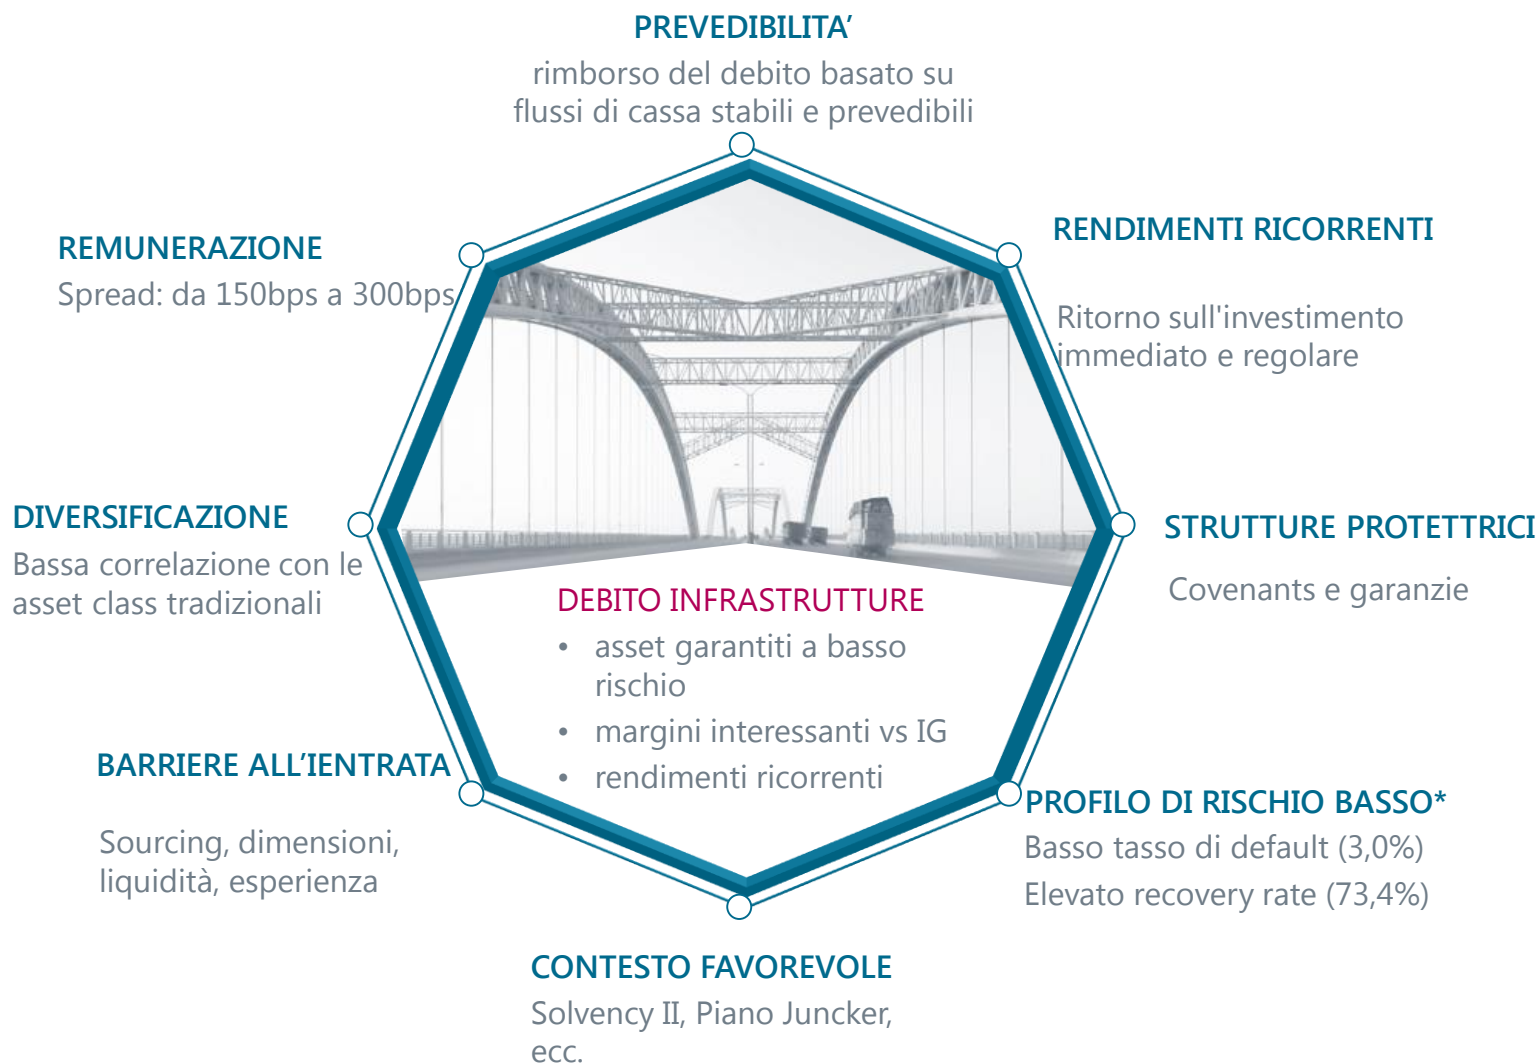 PREVEDIBILITA’
rimborso del debito basato su
flussi di cassa stabili e prevedibili
RENDIMENTI RICORRENTI
Ritorno sull'investimento
immediato e regolare
STRUTTURE PROTETTRICI
Covenants e garanzie
PROFILO DI RISCHIO BASSO*
Basso tasso di default (3,0%)
Elevato recovery rate (73,4%)
CONTESTO FAVOREVOLE
Solvency II, Piano Juncker,
ecc.
BARRIERE ALL’IENTRATA
Sourcing, dimensioni,
liquidità, esperienza
DIVERSIFICAZIONE
Bassa correlazione con le
asset class tradizionali
REMUNERAZIONE
Spread: da 150bps a 300bps
DEBITO INFRASTRUTTURE
• asset garantiti a basso
rischio
• margini interessanti vs IG
• rendimenti ricorrenti